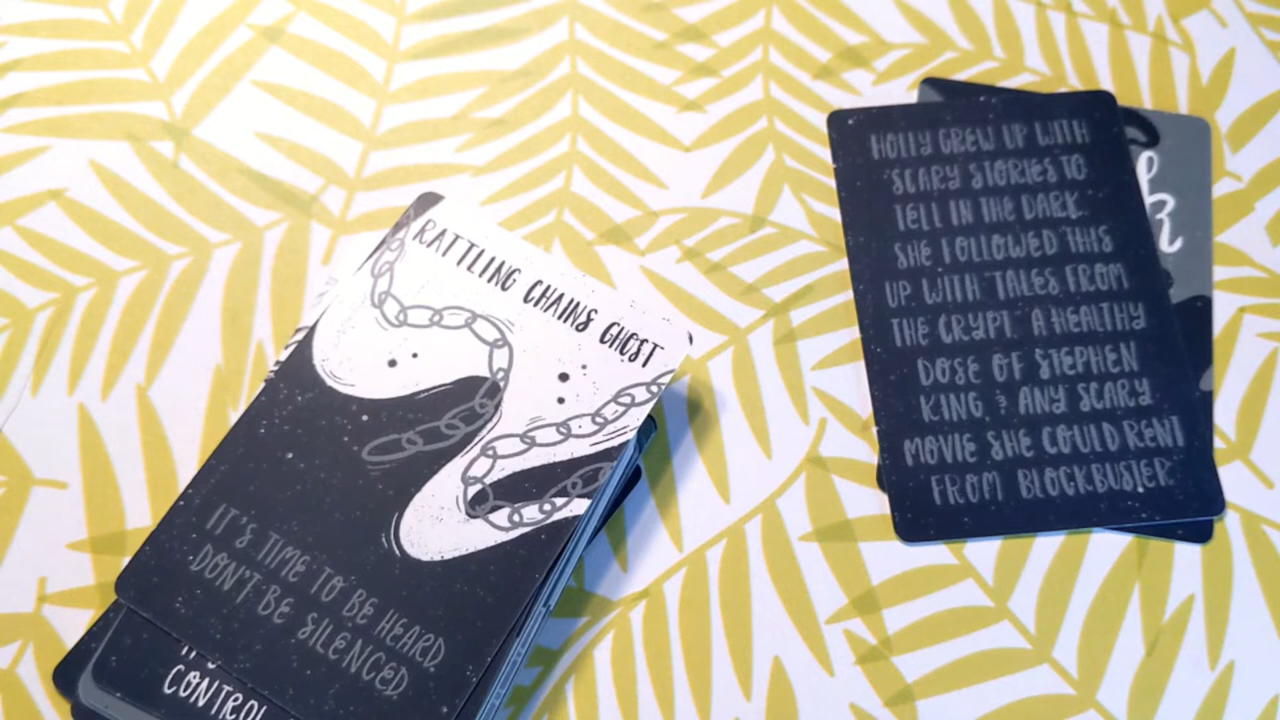 RATTLING CHAINS GHOST
IT'S TIME TO BE HEARD.
DON'T BE SILENCED.
CONTROL
HOLLY GREW UP WITH
"SCARY STORIES TO
TELL IN THE DARK."
SHE FOLLOWED THIS
UP WITH "TALES FROM
THE CRYPT," A HEALTHY
DOSE OF STEPHEN
KING, & ANY SCARY
MOVIE SHE COULD RENT
FROM BLOCKBUSTER.
k